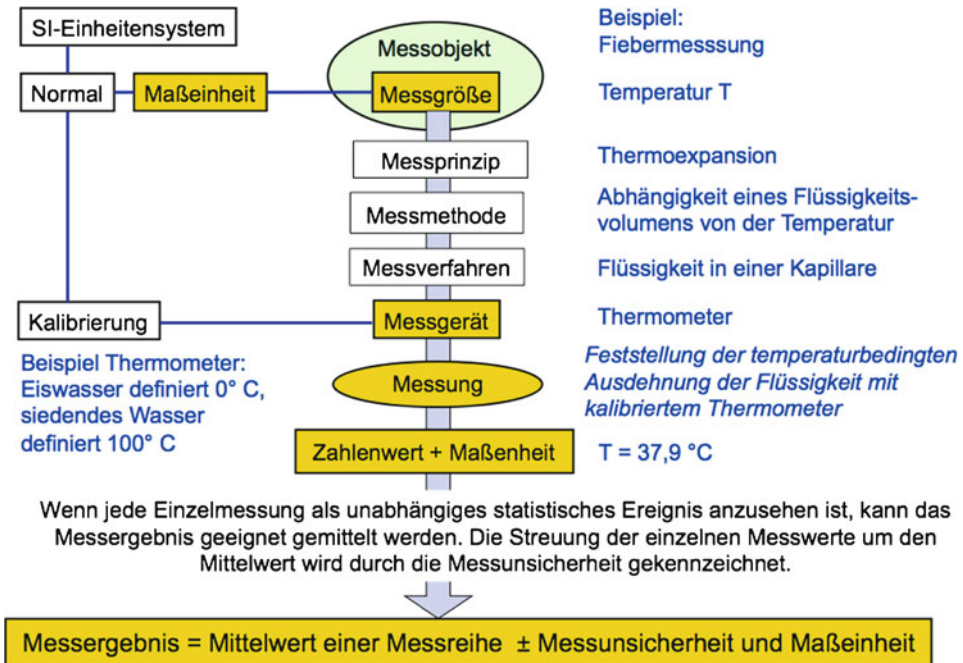 SI-Einheitensystem
Normal
Maßeinheit
Messobjekt
Messgröße
Messprinzip
Messmethode
Messverfahren
Kalibrierung
Messgerät
Beispiel Thermometer:
Eiswasser definiert 0° C,
siedendes Wasser
definiert 100° C
Messung
Zahlenwert + Maßenheit
Beispiel:
Fiebermesssung
Temperatur T
Thermoexpansion
Abhängigkeit eines Flüssigkeits-
volumens von der Temperatur
Flüssigkeit in einer Kapillare
Thermometer
Feststellung der temperaturbedingten
Ausdehnung der Flüssigkeit mit
kalibriertem Thermometer
T = 37,9 °C
Wenn jede Einzelmessung als unabhängiges statistisches Ereignis anzusehen ist, kann das
Messergebnis geeignet gemittelt werden. Die Streuung der einzelnen Messwerte um den
Mittelwert wird durch die Messunsicherheit gekennzeichnet.
Messergebnis = Mittelwert einer Messreihe ± Messunsicherheit und Maßeinheit